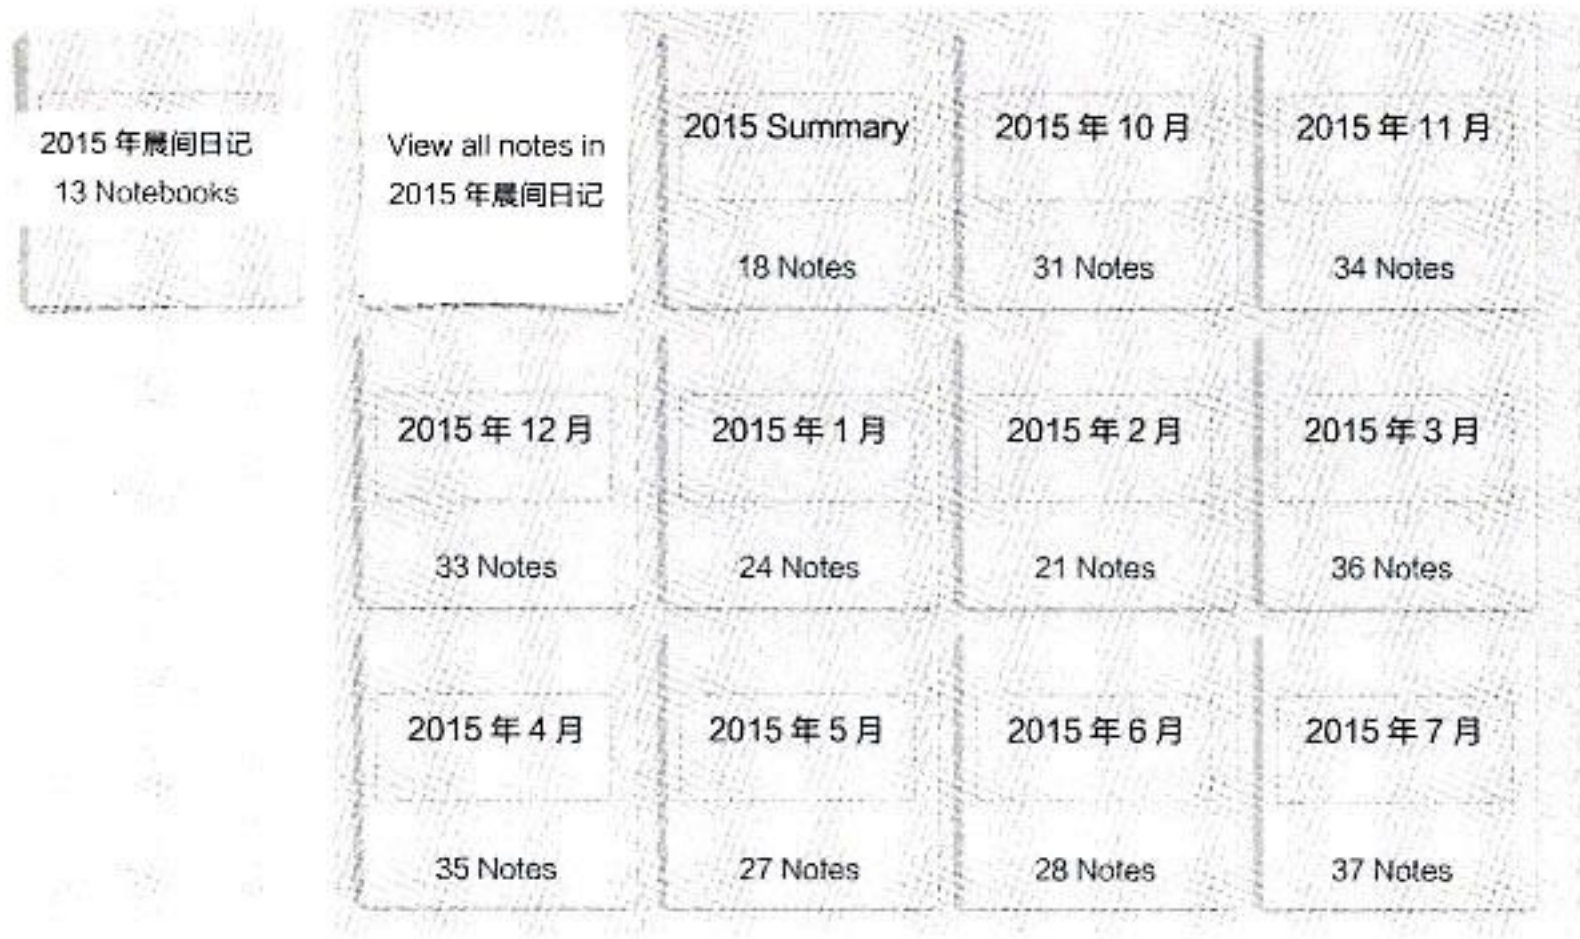 2015 年晨间日记
13 Notebooks
View all notes in
2015 年晨间日记
2015 Summary
18 Notes
2015 年 10 月
31 Notes
2015 年 11 月
34 Notes
2015 年 12 月
33 Notes
2015 年 1 月
24 Notes
2015 年 2 月
21 Notes
2015 年 3 月
36 Notes
2015 年 4 月
35 Notes
2015 年 5 月
27 Notes
2015 年 6 月
28 Notes
2015 年 7 月
37 Notes